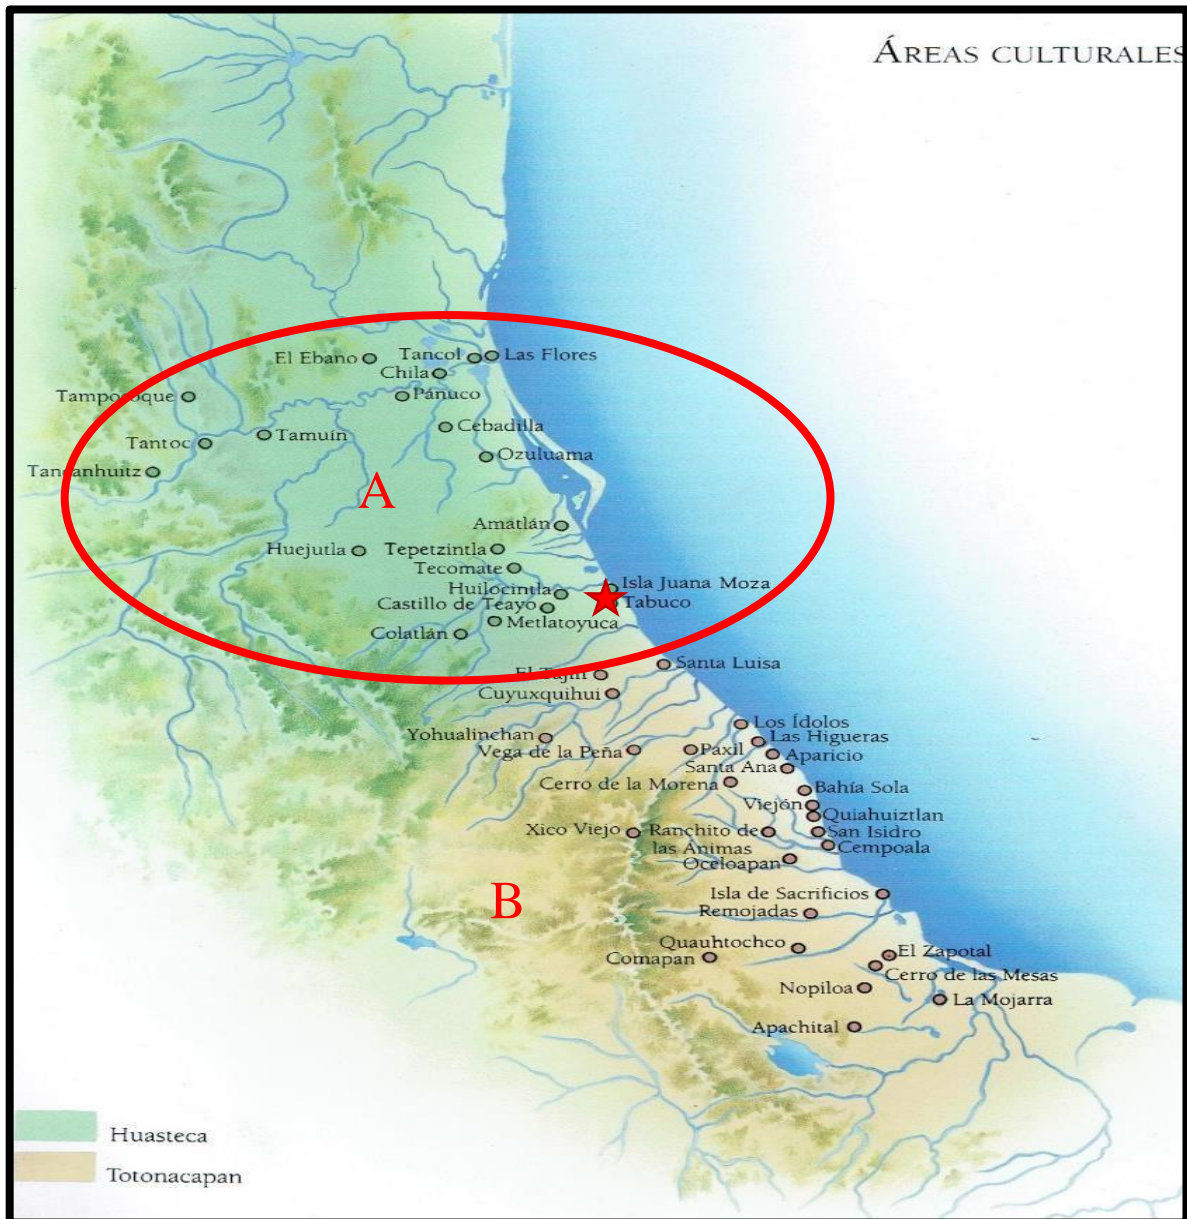 ÁREAS CULTURALES
El Ebano
Tancol
Las Flores
Chila
Tampocoque
Pánuco
Cebadilla
Tantoc
Tamuín
Ozuluama
Tancanhuitz
A
Amatlán
Huejutla
Tepetzintla
Tecomate
Isla Juana Moza
Huilocintla
Castillo de Teayo
Tabuco
Metlatoyuca
Colatlán
Santa Luisa
El Tajín
Cuyuxquihui
Los Ídolos
Yohualinchan
Las Higueras
Vega de la Peña
Paxil
Aparicio
Santa Ana
Cerro de la Morena
Bahía Sola
Viejón
Quiahuiztlan
Xico Viejo
Ranchito de
las Animas
San Isidro
Cempoala
Oceloapan
B
Isla de Sacrificios
Remojadas
Quauhtochco
El Zapotal
Comapan
Cerro de las Mesas
Nopiloa
La Mojarra
Apachital
Huasteca
Totonacapan